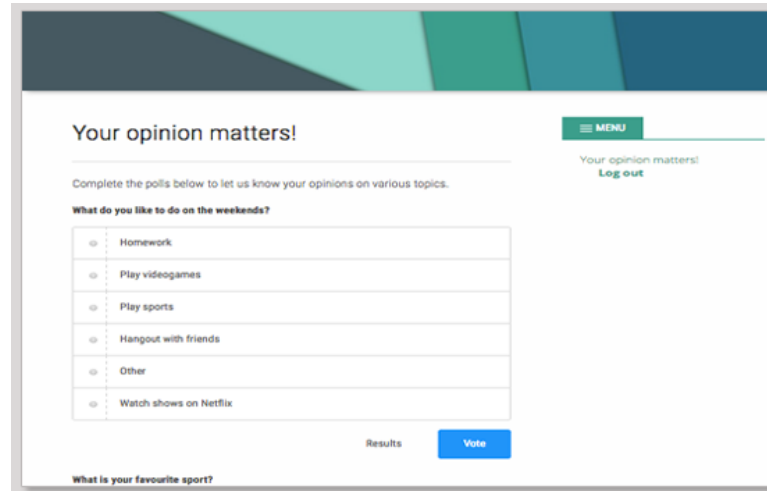 Your opinion matters!
MENU
Your opinion matters!
Log out
Complete the polls below to let us know your opinions on various topics.
What do you like to do on the weekends?
Homework
Play videogames
Play sports
Hangout with friends
Other
Watch shows on Netflix
Results
Vote
What is your favourite sport?